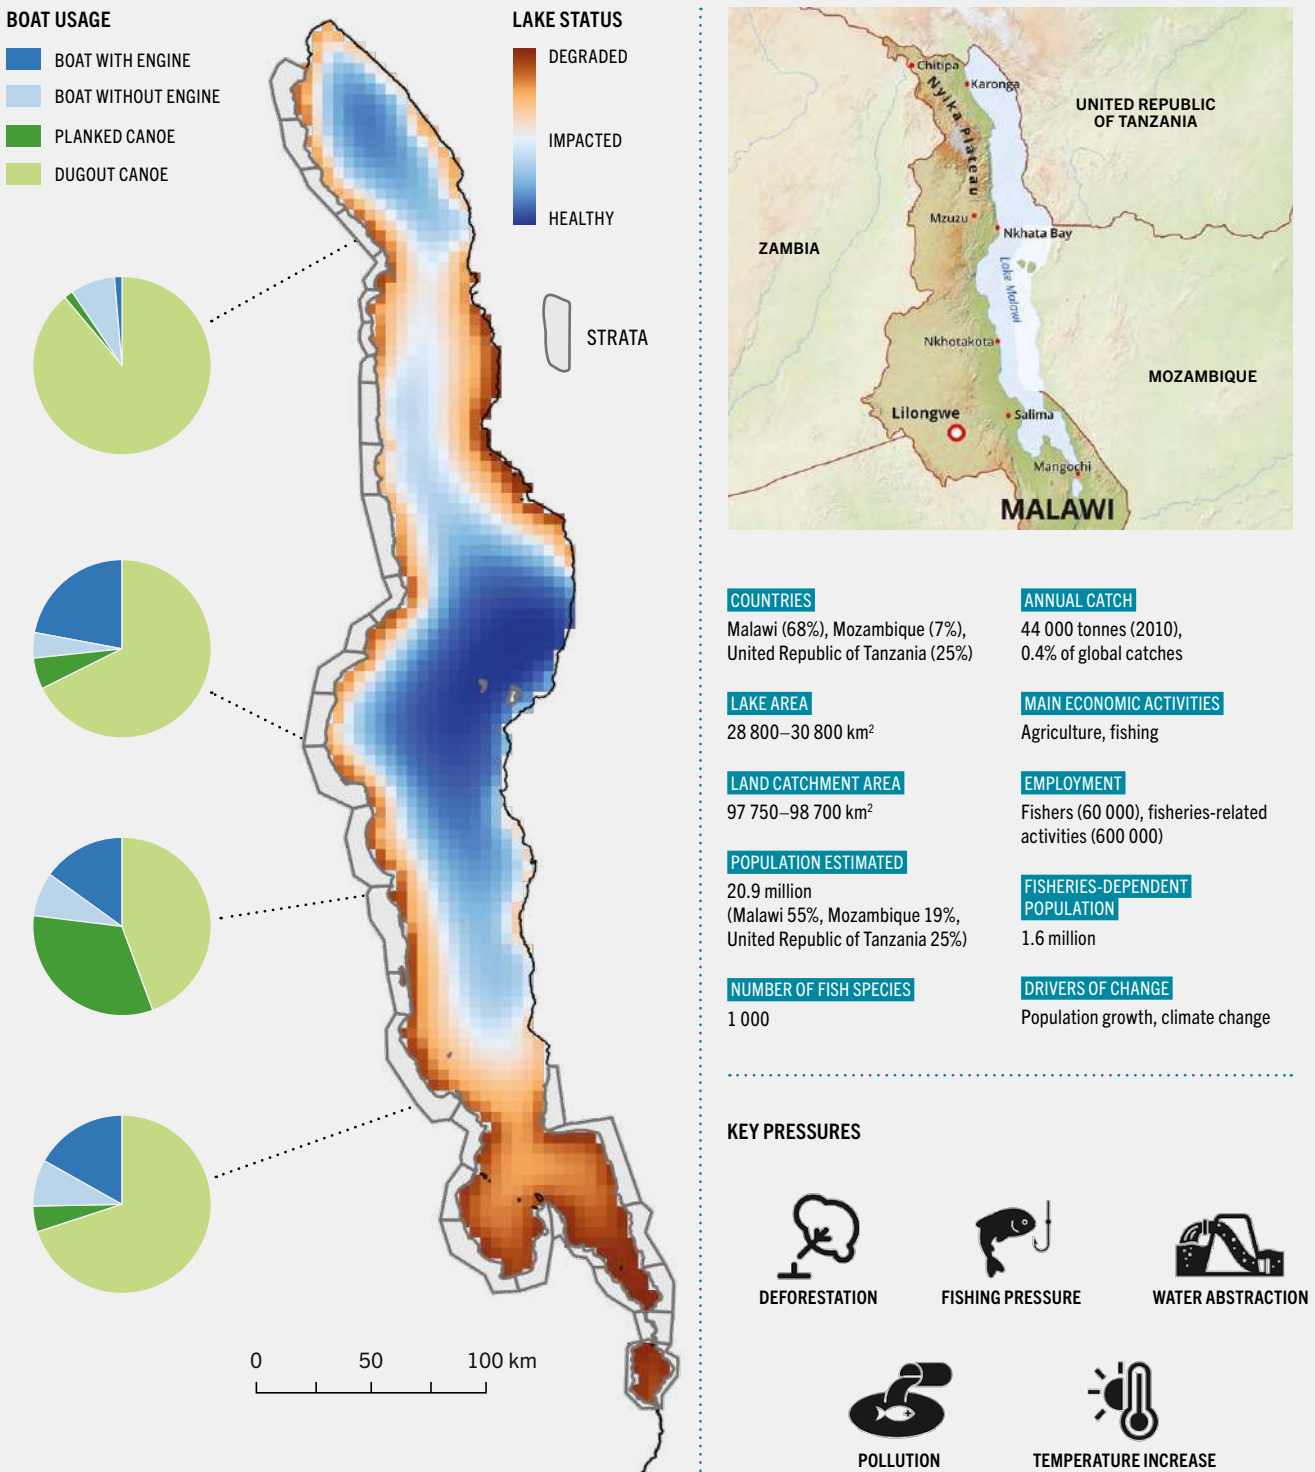 BOAT USAGE
BOAT WITH ENGINE
BOAT WITHOUT ENGINE
PLANKED CANOE
DUGOUT CANOE
LAKE STATUS
DEGRADED
IMPACTED
HEALTHY
STRATA
0 50 100 km
Chitipa
Karonga
Nyika Plateau
UNITED REPUBLIC
OF TANZANIA
Mzuzu
Nkhata Bay
ZAMBIA
Lake Malawi
Nkhotakota
MOZAMBIQUE
Lilongwe
Salima
Mangochi
MALAWI
COUNTRIES
Malawi (68%), Mozambique (7%),
United Republic of Tanzania (25%)
LAKE AREA
28 800–30 800 km²
LAND CATCHMENT AREA
97 750–98 700 km²
POPULATION ESTIMATED
20.9 million
(Malawi 55%, Mozambique 19%,
United Republic of Tanzania 25%)
NUMBER OF FISH SPECIES
1 000
ANNUAL CATCH
44 000 tonnes (2010),
0.4% of global catches
MAIN ECONOMIC ACTIVITIES
Agriculture, fishing
EMPLOYMENT
Fishers (60 000), fisheries-related
activities (600 000)
FISHERIES-DEPENDENT
POPULATION
1.6 million
DRIVERS OF CHANGE
Population growth, climate change
KEY PRESSURES
DEFORESTATION
FISHING PRESSURE
WATER ABSTRACTION
POLLUTION
TEMPERATURE INCREASE